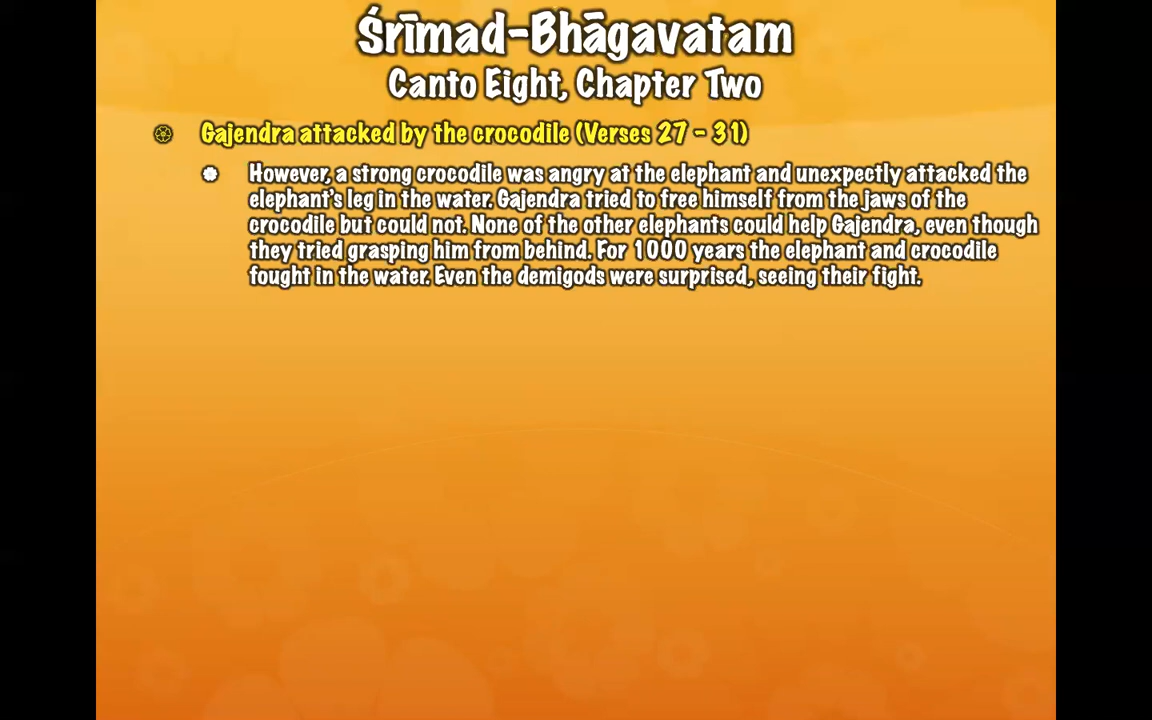 Śrīmad-Bhāgavatam
Canto Eight, Chapter Two
Gajendra attacked by the crocodile (Verses 27 – 31)
However, a strong crocodile was angry at the elephant and unexpectly attacked the
elephant's leg in the water. Gajendra tried to free himself from the jaws of the
crocodile but could not. None of the other elephants could help Gajendra, even though
they tried grasping him from behind. For 1000 years the elephant and crocodile
fought in the water. Even the demigods were surprised, seeing their fight.